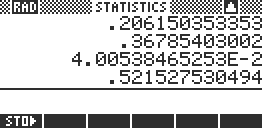 RAD STATISTICS
.206150353353
.36785403002
4.00538465253E-2
.521527530494
STO▶